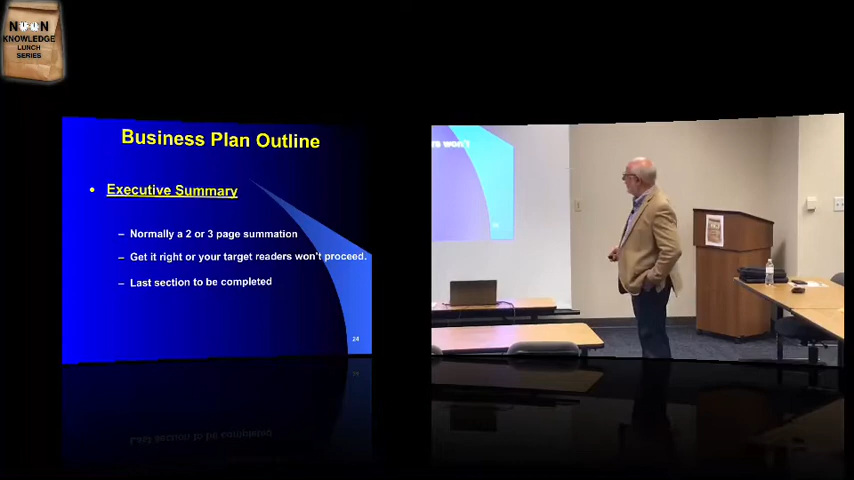 NOON
KNOWLEDGE
LUNCH
SERIES
Business Plan Outline
• Executive Summary
– Normally a 2 or 3 page summation
– Get it right or your target readers won't proceed.
– Last section to be completed
24